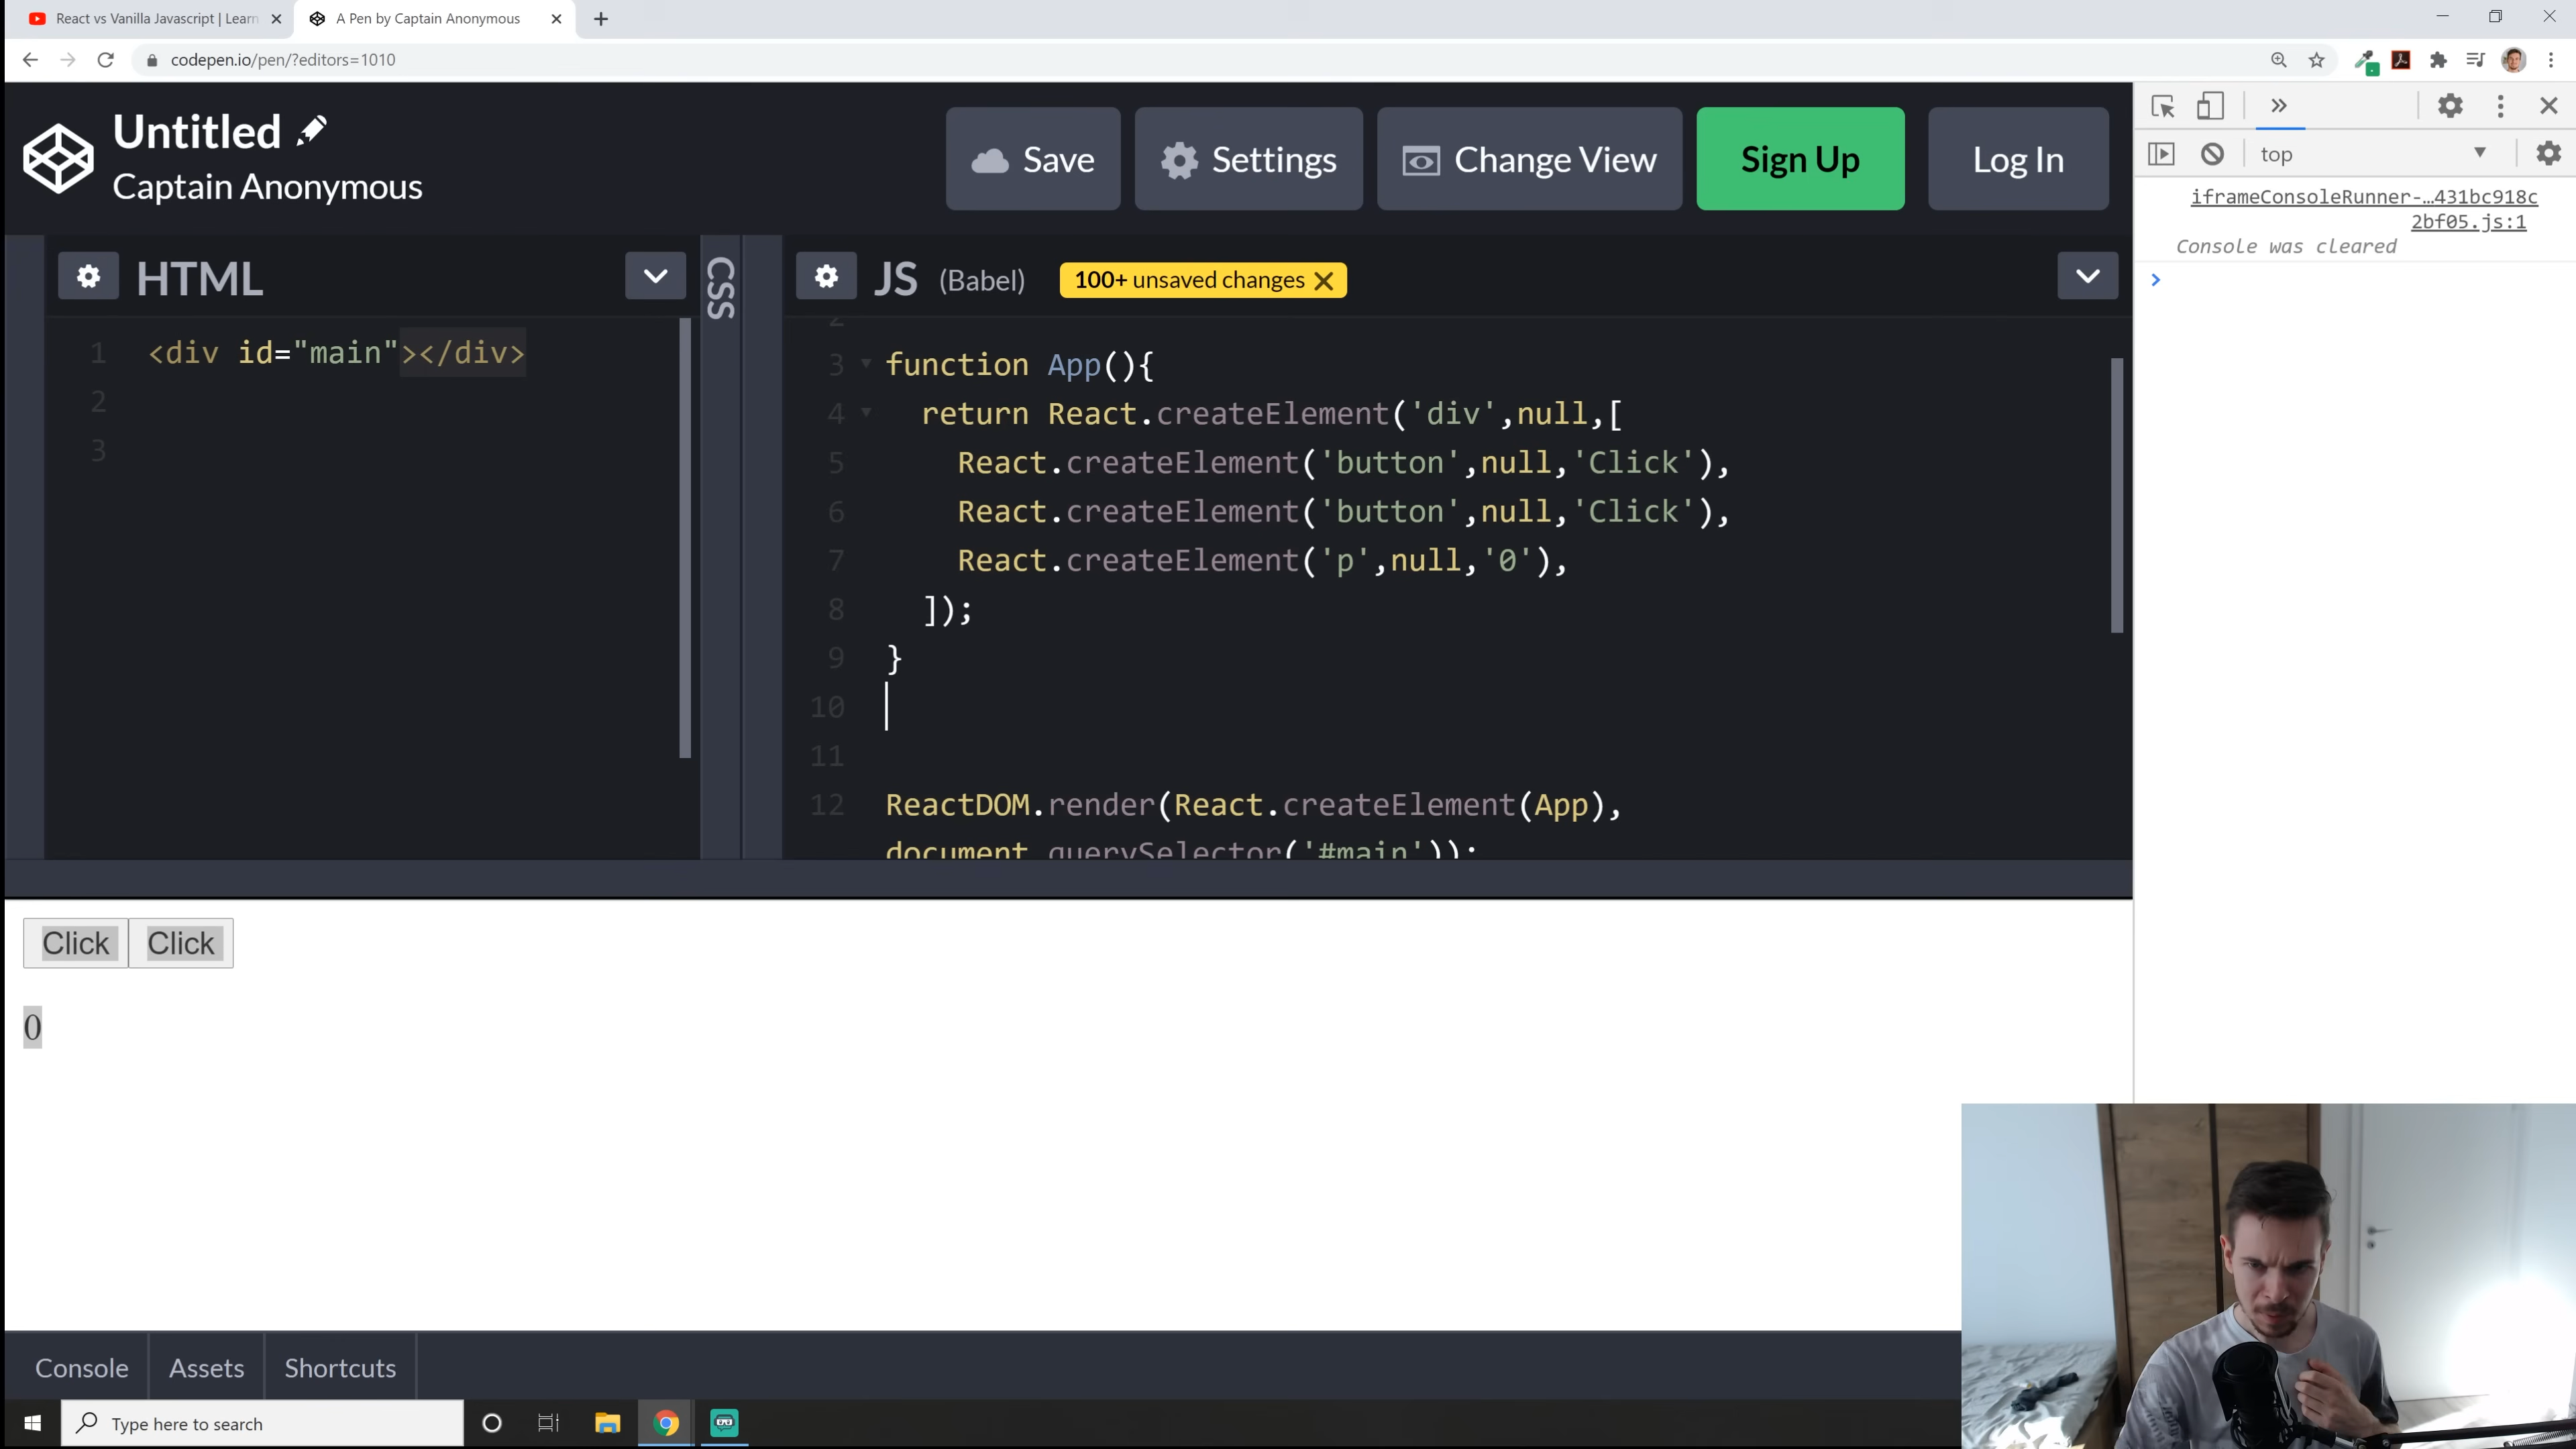 React vs Vanilla Javascript | Learn
A Pen by Captain Anonymous
codepen.io/pen/?editors=1010
Untitled
Captain Anonymous
Save
Settings
Change View
Sign Up
Log In
top
iframeConsoleRunner-…431bc918c
2bf05.js:1
Console was cleared
HTML
CSS
JS (Babel)
100+ unsaved changes
1 <div id="main"></div>
2
3
2
3 function App(){
4 return React.createElement('div',null,[
5 React.createElement('button',null,'Click'),
6 React.createElement('button',null,'Click'),
7 React.createElement('p',null,'0'),
8 ]);
9 }
10
11
12 ReactDOM.render(React.createElement(App),
document.querySelector('#main'));
Click Click
0
Console
Assets
Shortcuts
Type here to search